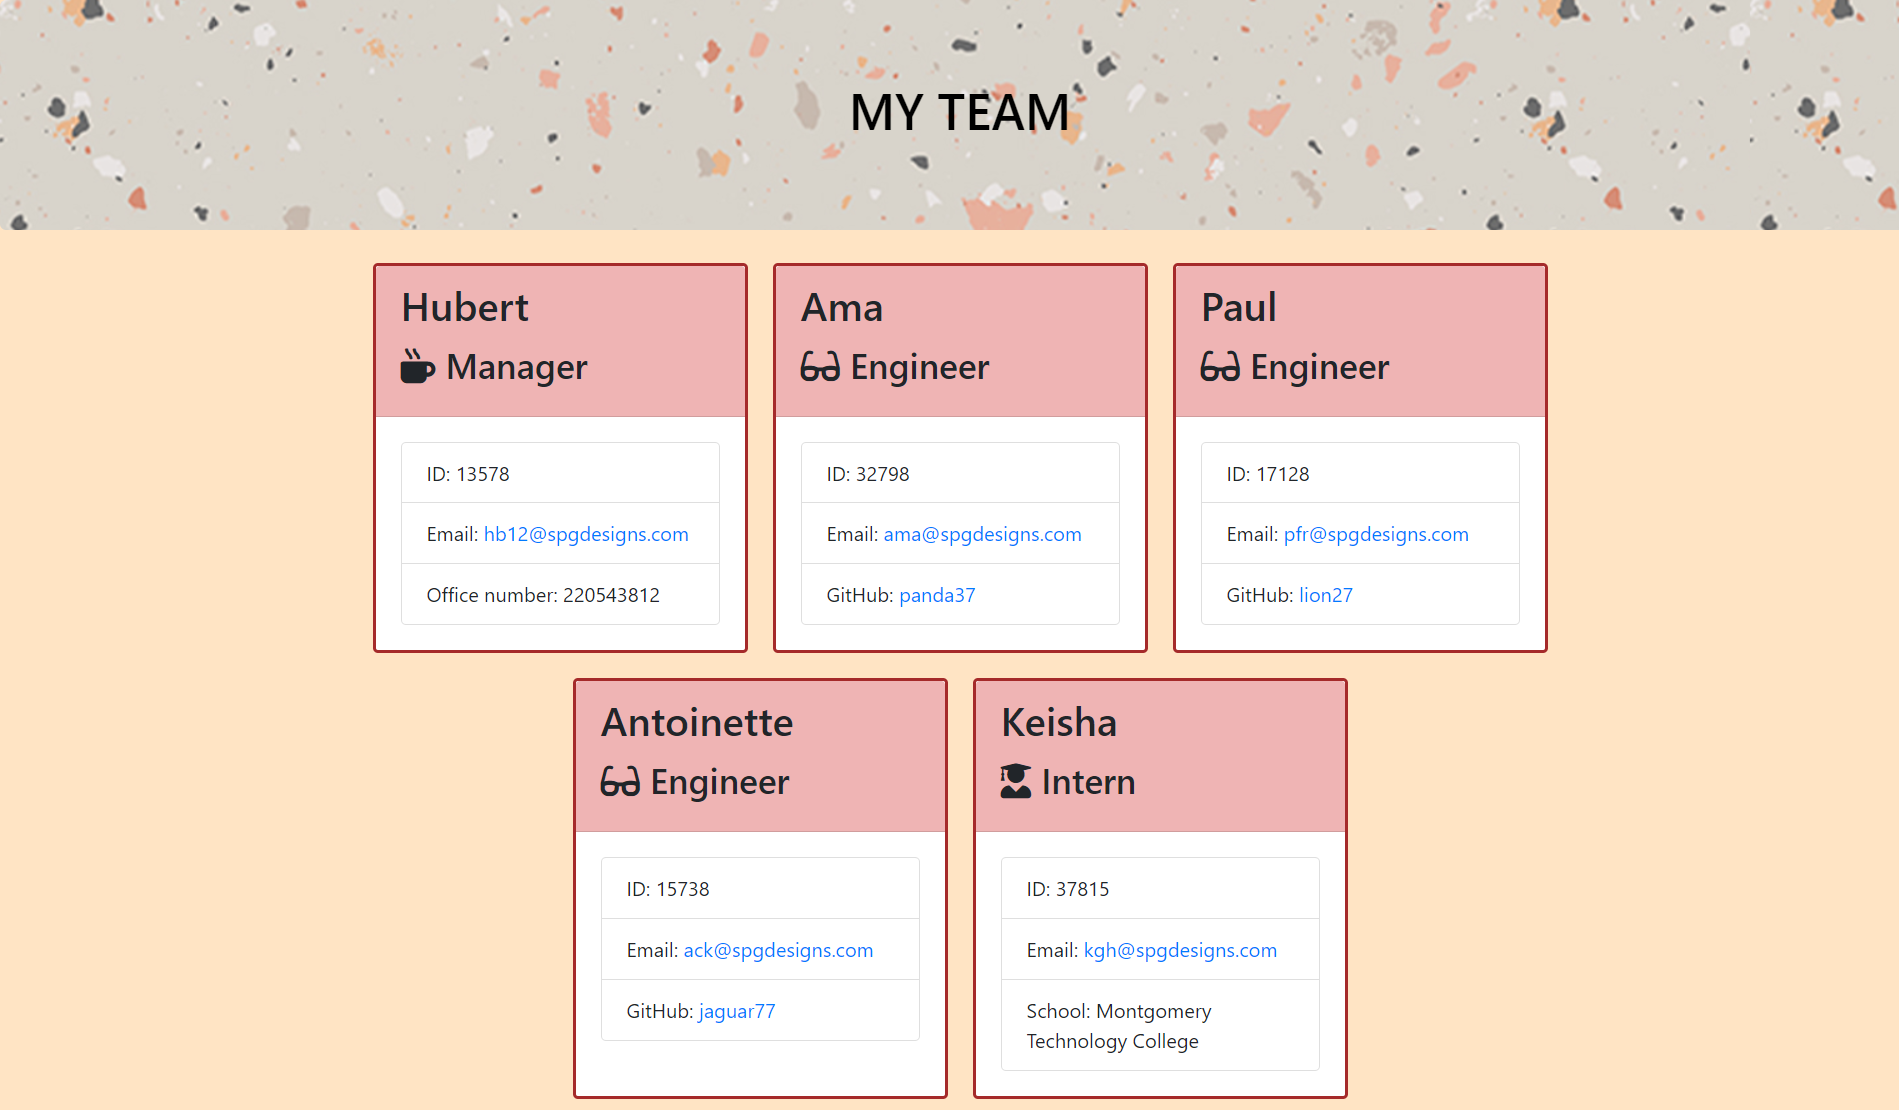 MY TEAM
Hubert
Manager
ID: 13578
Email: hb12@spgdesigns.com
Office number: 220543812
Ama
Engineer
ID: 32798
Email: ama@spgdesigns.com
GitHub: panda37
Paul
Engineer
ID: 17128
Email: pfr@spgdesigns.com
GitHub: lion27
Antoinette
Engineer
ID: 15738
Email: ack@spgdesigns.com
GitHub: jaguar77
Keisha
Intern
ID: 37815
Email: kgh@spgdesigns.com
School: Montgomery
Technology College